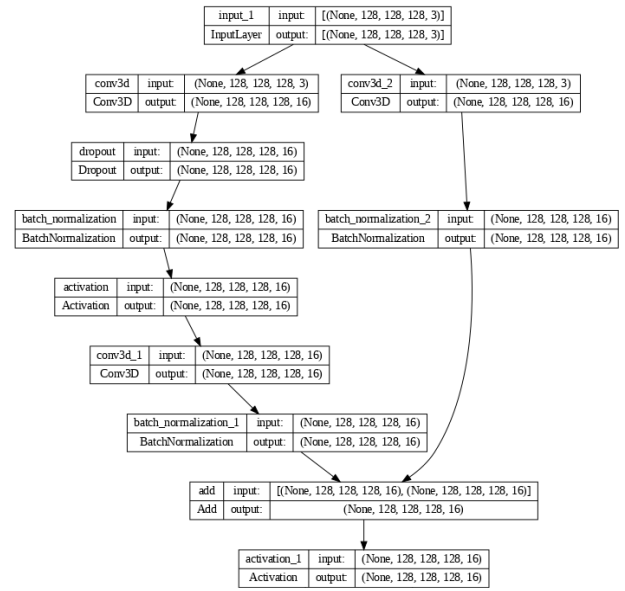 input_1 input: [(None, 128, 128, 128, 3)]
InputLayer output: [(None, 128, 128, 128, 3)]
conv3d input: (None, 128, 128, 128, 3)
Conv3D output: (None, 128, 128, 128, 16)
conv3d_2 input: (None, 128, 128, 128, 3)
Conv3D output: (None, 128, 128, 128, 16)
dropout input: (None, 128, 128, 128, 16)
Dropout output: (None, 128, 128, 128, 16)
batch_normalization input: (None, 128, 128, 128, 16)
BatchNormalization output: (None, 128, 128, 128, 16)
batch_normalization_2 input: (None, 128, 128, 128, 16)
BatchNormalization output: (None, 128, 128, 128, 16)
activation input: (None, 128, 128, 128, 16)
Activation output: (None, 128, 128, 128, 16)
conv3d_1 input: (None, 128, 128, 128, 16)
Conv3D output: (None, 128, 128, 128, 16)
batch_normalization_1 input: (None, 128, 128, 128, 16)
BatchNormalization output: (None, 128, 128, 128, 16)
add input: [(None, 128, 128, 128, 16), (None, 128, 128, 128, 16)]
Add output: (None, 128, 128, 128, 16)
activation_1 input: (None, 128, 128, 128, 16)
Activation output: (None, 128, 128, 128, 16)